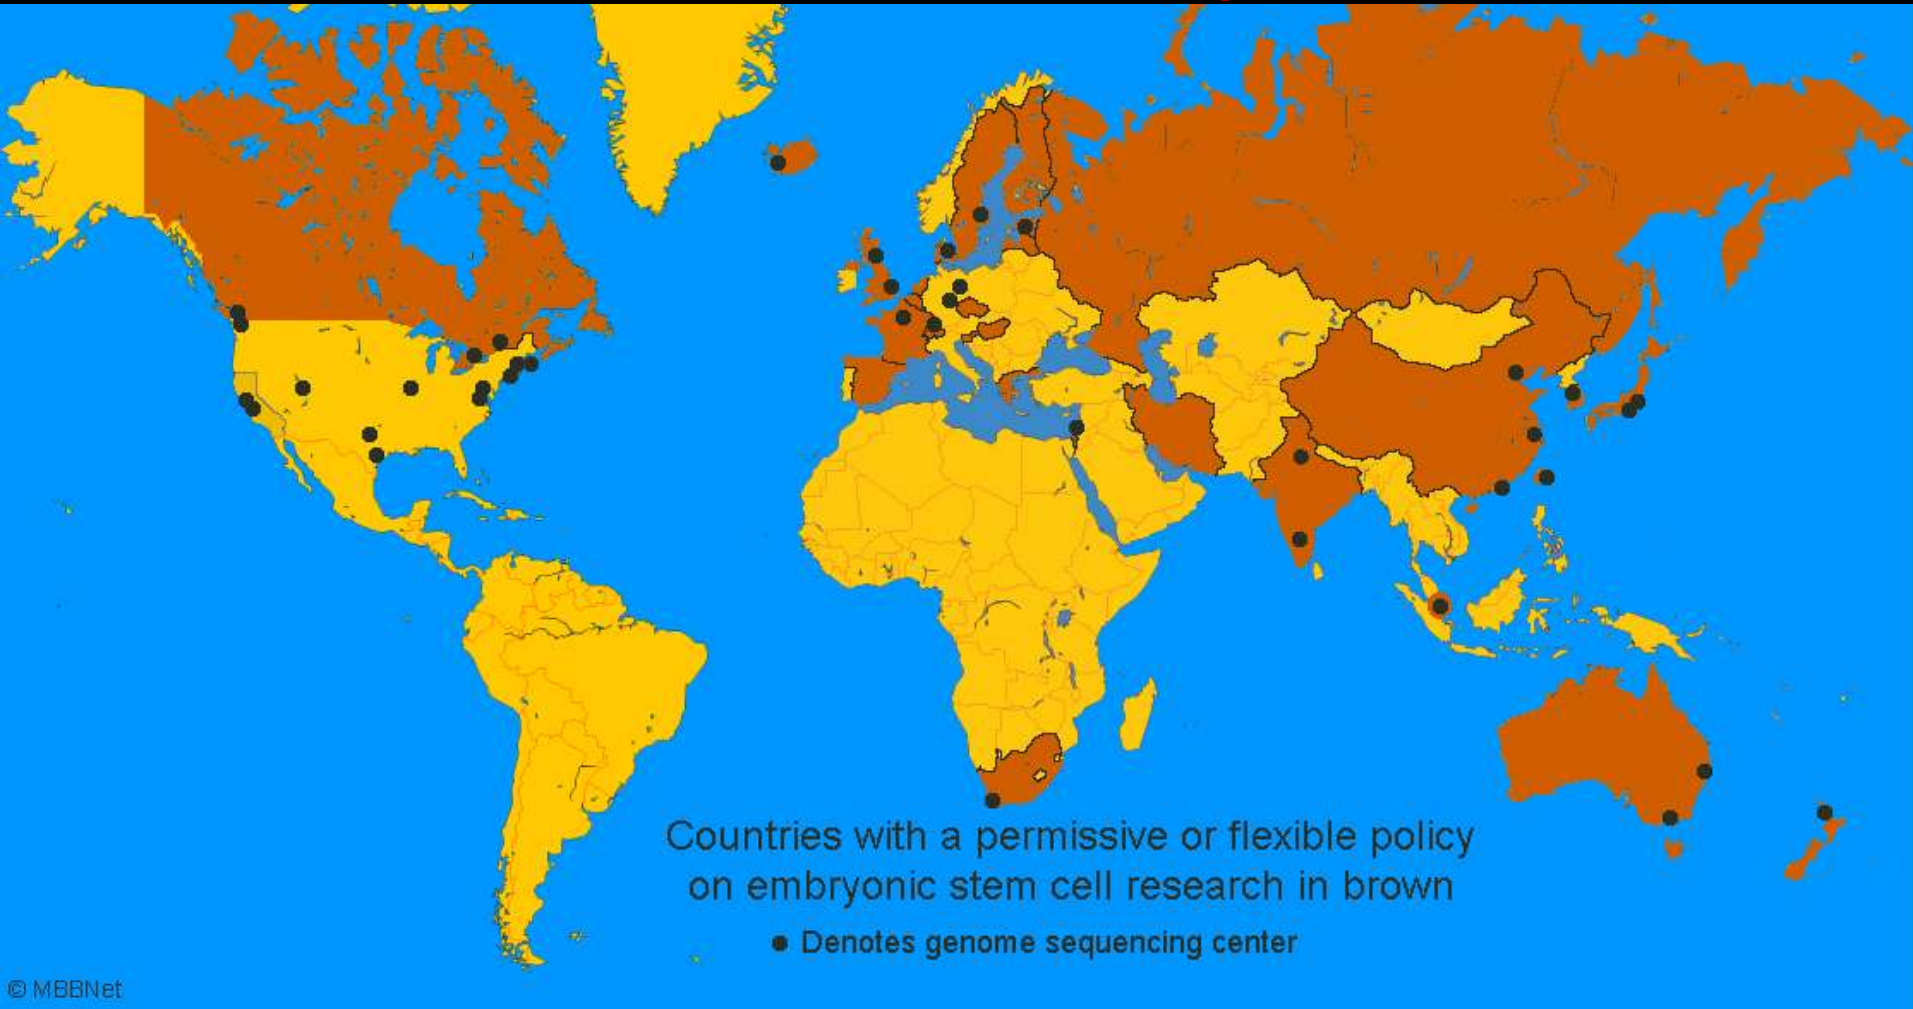 Countries with a permissive or flexible policy
on embryonic stem cell research in brown
● Denotes genome sequencing center
© MBBNet